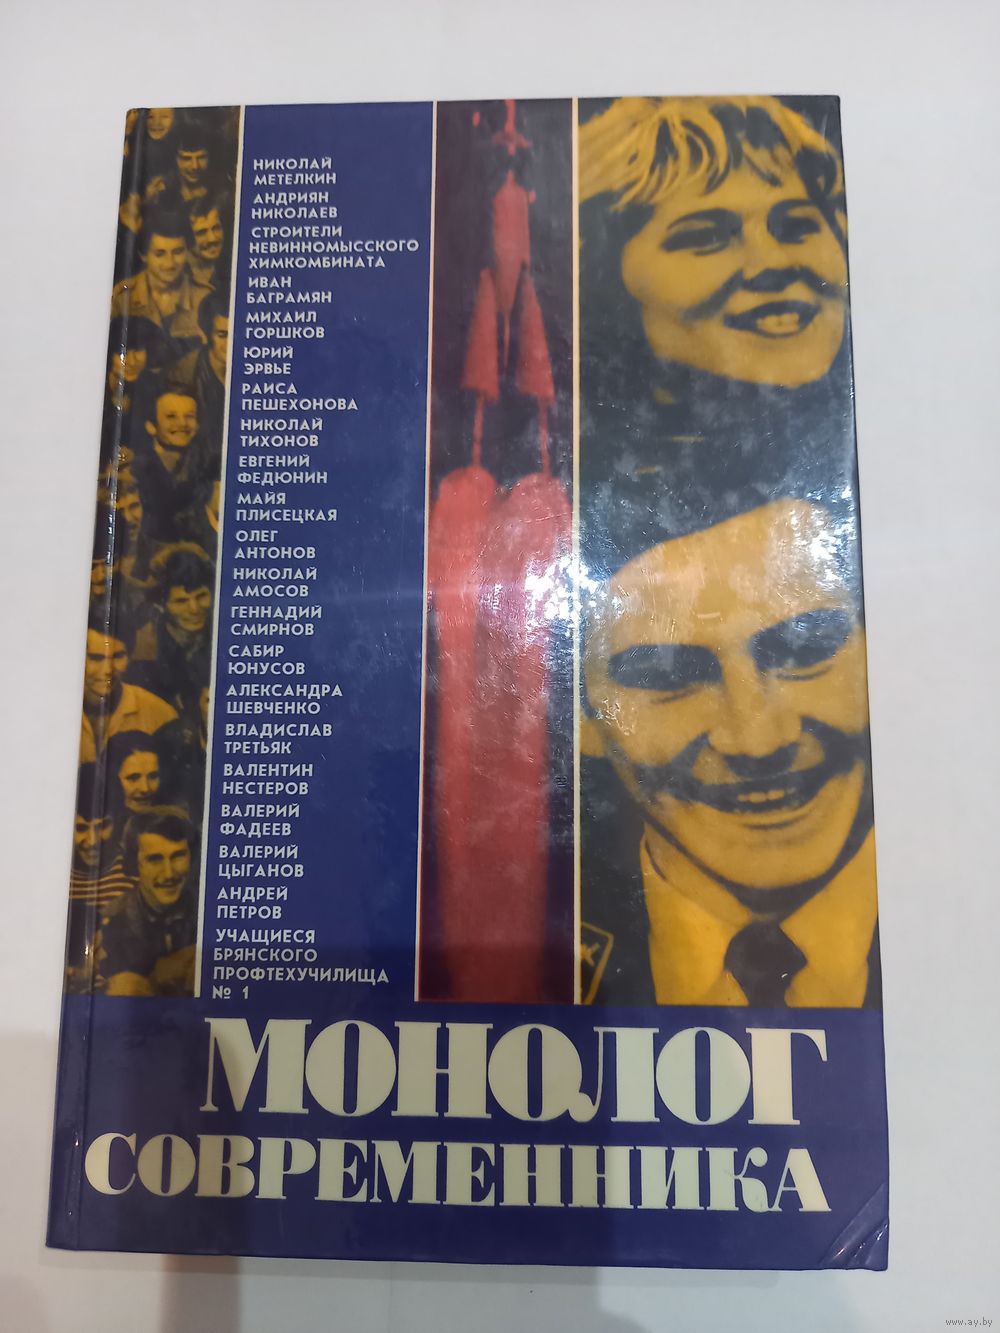 НИКОЛАЙ
МЕТЕЛКИН
АНДРИЯН
НИКОЛАЕВ
СТРОИТЕЛИ
НЕВИННОМЫССКОГО
ХИМКОМБИНАТА
ИВАН
БАГРАМЯН
МИХАИЛ
ГОРШКОВ
ЮРИЙ
ЭРВЬЕ
РАИСА
ПЕШЕХОНОВА
НИКОЛАЙ
ТИХОНОВ
ЕВГЕНИЙ
ФЕДЮНИН
МАЙЯ
ПЛИСЕЦКАЯ
ОЛЕГ
АНТОНОВ
НИКОЛАЙ
АМОСОВ
ГЕННАДИЙ
СМИРНОВ
САБИР
ЮНУСОВ
АЛЕКСАНДРА
ШЕВЧЕНКО
ВЛАДИСЛАВ
ТРЕТЬЯК
ВАЛЕНТИН
НЕСТЕРОВ
ВАЛЕРИЙ
ФАДЕЕВ
ВАЛЕРИЙ
ЦЫГАНОВ
АНДРЕЙ
ПЕТРОВ
УЧАЩИЕСЯ
БРЯНСКОГО
ПРОФТЕХУЧИЛИЩА
№ 1
МОНОЛОГ
СОВРЕМЕННИКА
www.ay.by